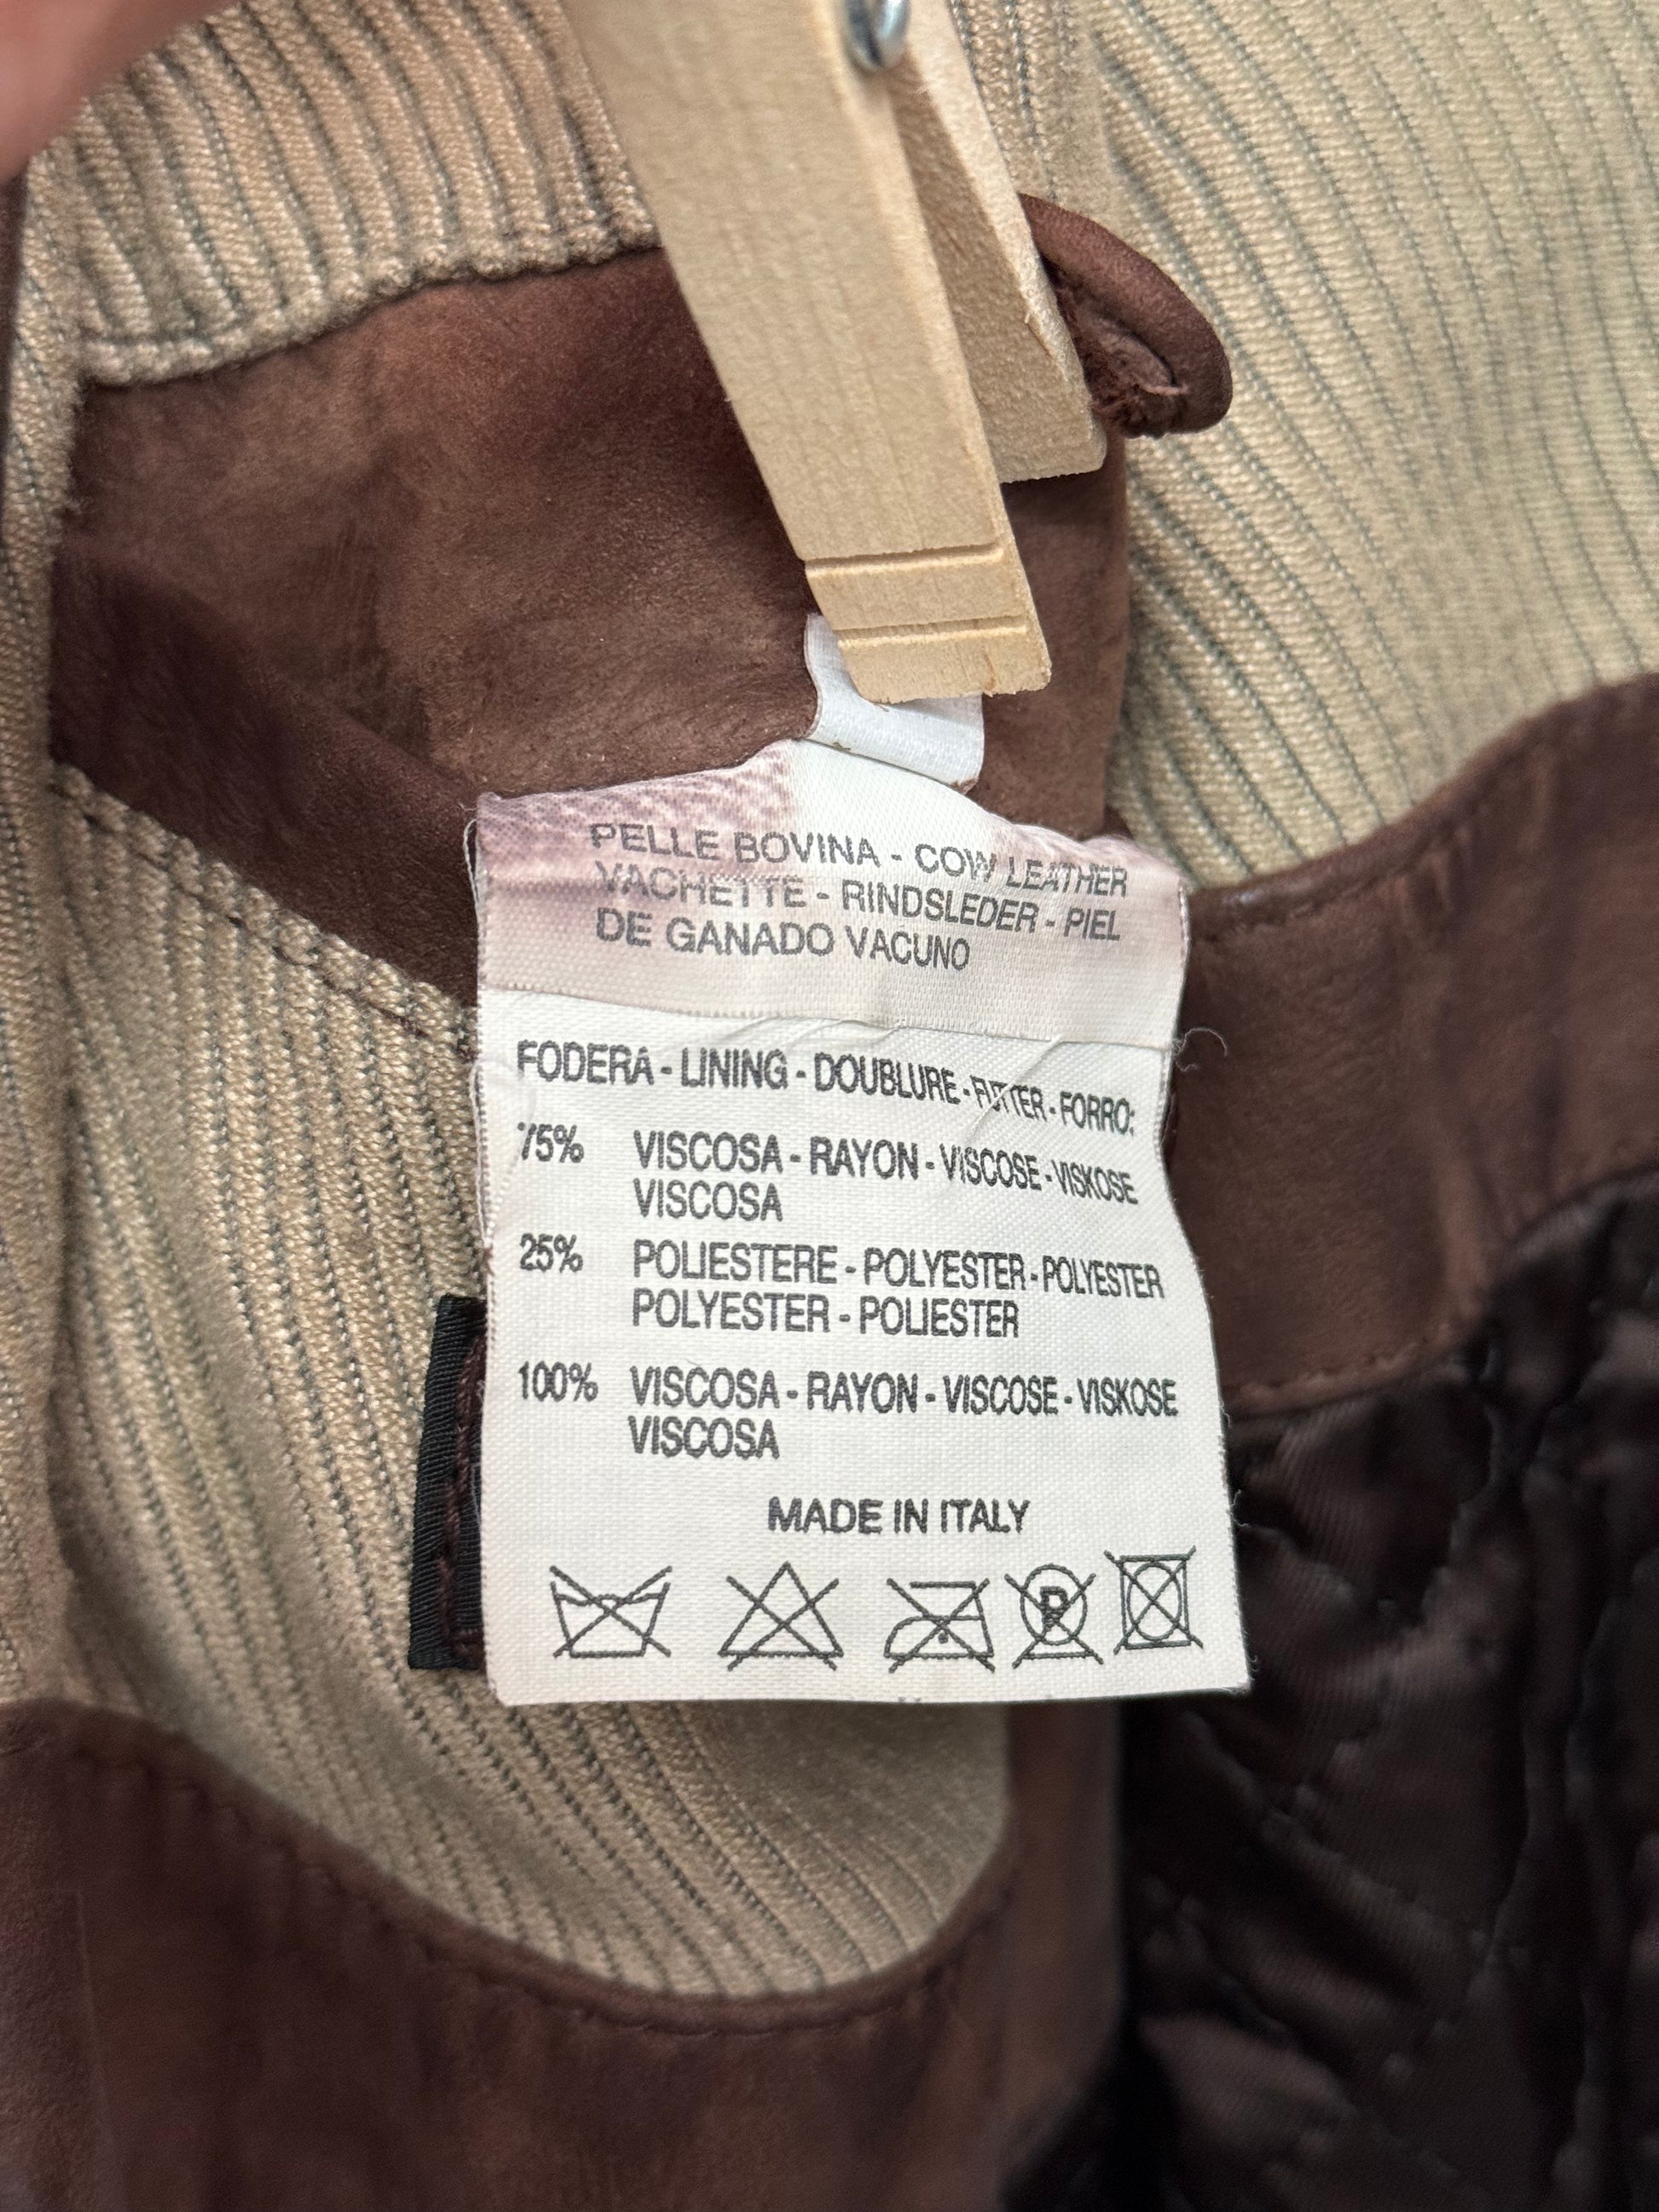 PELLE BOVINA - COW LEATHER
VACHETTE - RINDSLEDER - PIEL
DE GANADO VACUNO
FODERA - LINING - DOUBLURE - FUTTER - FORRO:
75% VISCOSA - RAYON - VISCOSE - VISKOSE
VISCOSA
25% POLIESTERE - POLYESTER - POLYESTER
POLYESTER - POLIESTER
100% VISCOSA - RAYON - VISCOSE - VISKOSE
VISCOSA
MADE IN ITALY
P